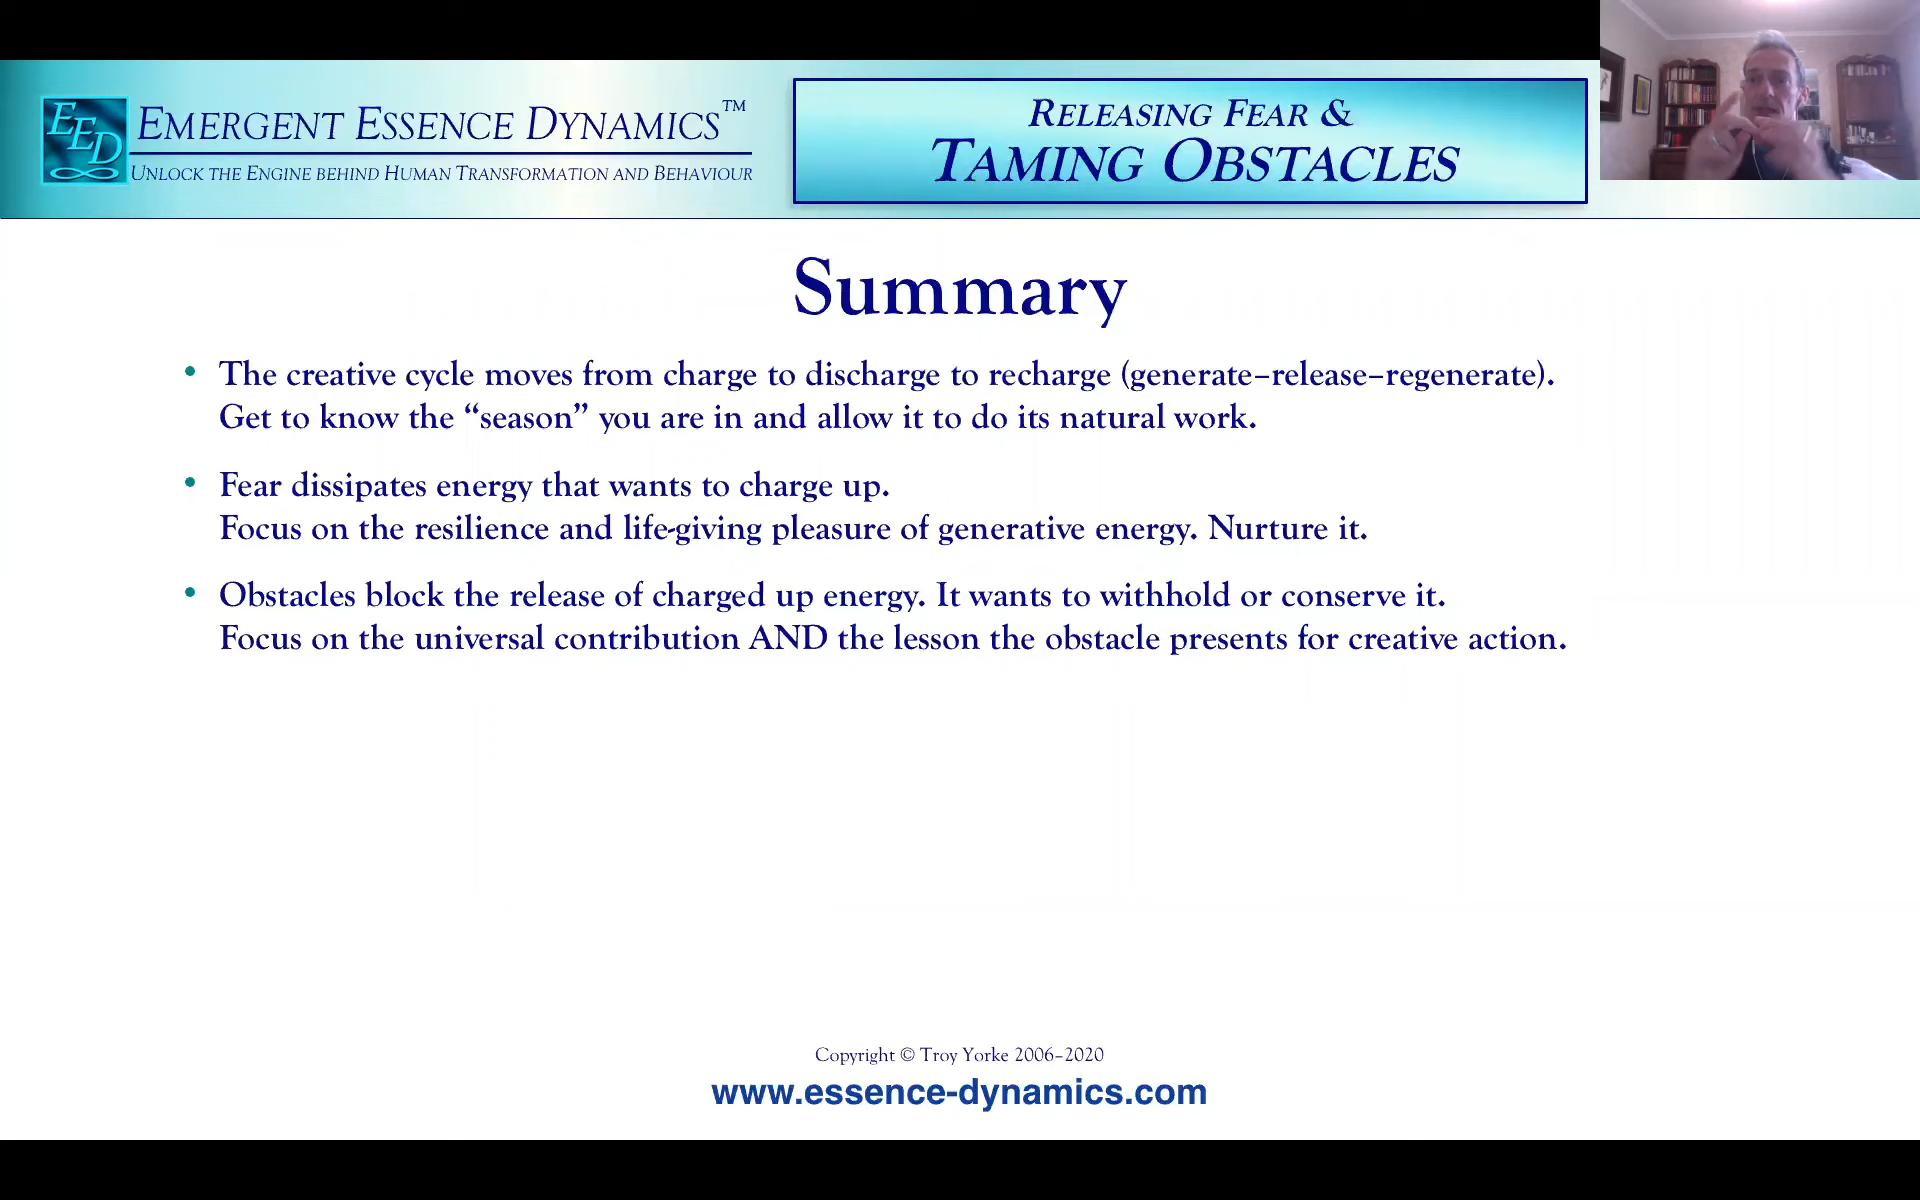 EED
EMERGENT ESSENCE DYNAMICS™
UNLOCK THE ENGINE BEHIND HUMAN TRANSFORMATION AND BEHAVIOUR
RELEASING FEAR &
TAMING OBSTACLES
Summary
• The creative cycle moves from charge to discharge to recharge (generate–release–regenerate).
Get to know the “season” you are in and allow it to do its natural work.
• Fear dissipates energy that wants to charge up.
Focus on the resilience and life-giving pleasure of generative energy. Nurture it.
• Obstacles block the release of charged up energy. It wants to withhold or conserve it.
Focus on the universal contribution AND the lesson the obstacle presents for creative action.
Copyright © Troy Yorke 2006–2020
www.essence-dynamics.com